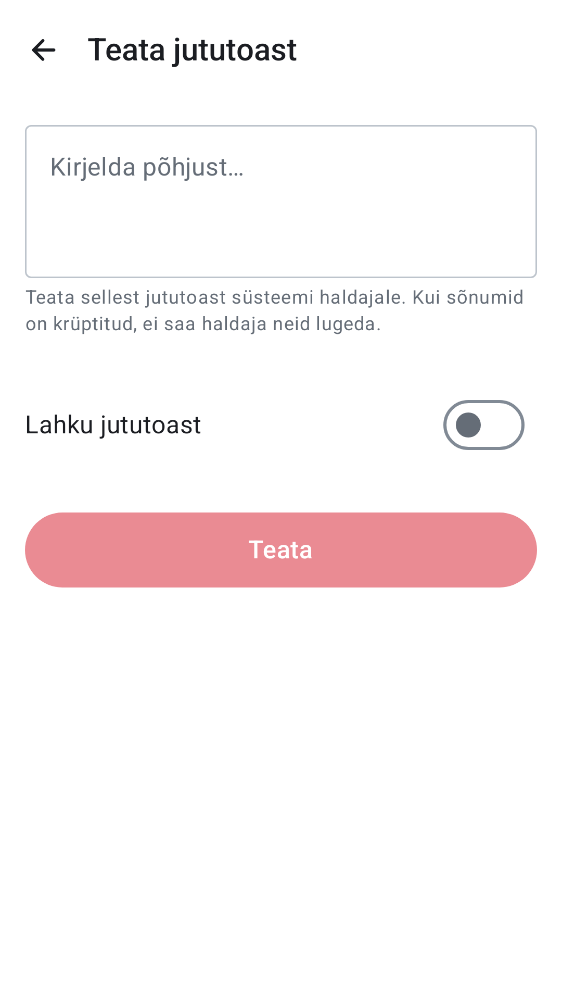 Teata jututoast
Kirjelda põhjust…
Teata sellest jututoast süsteemi haldajale. Kui sõnumid
on krüptitud, ei saa haldaja neid lugeda.
Lahku jututoast
Teata